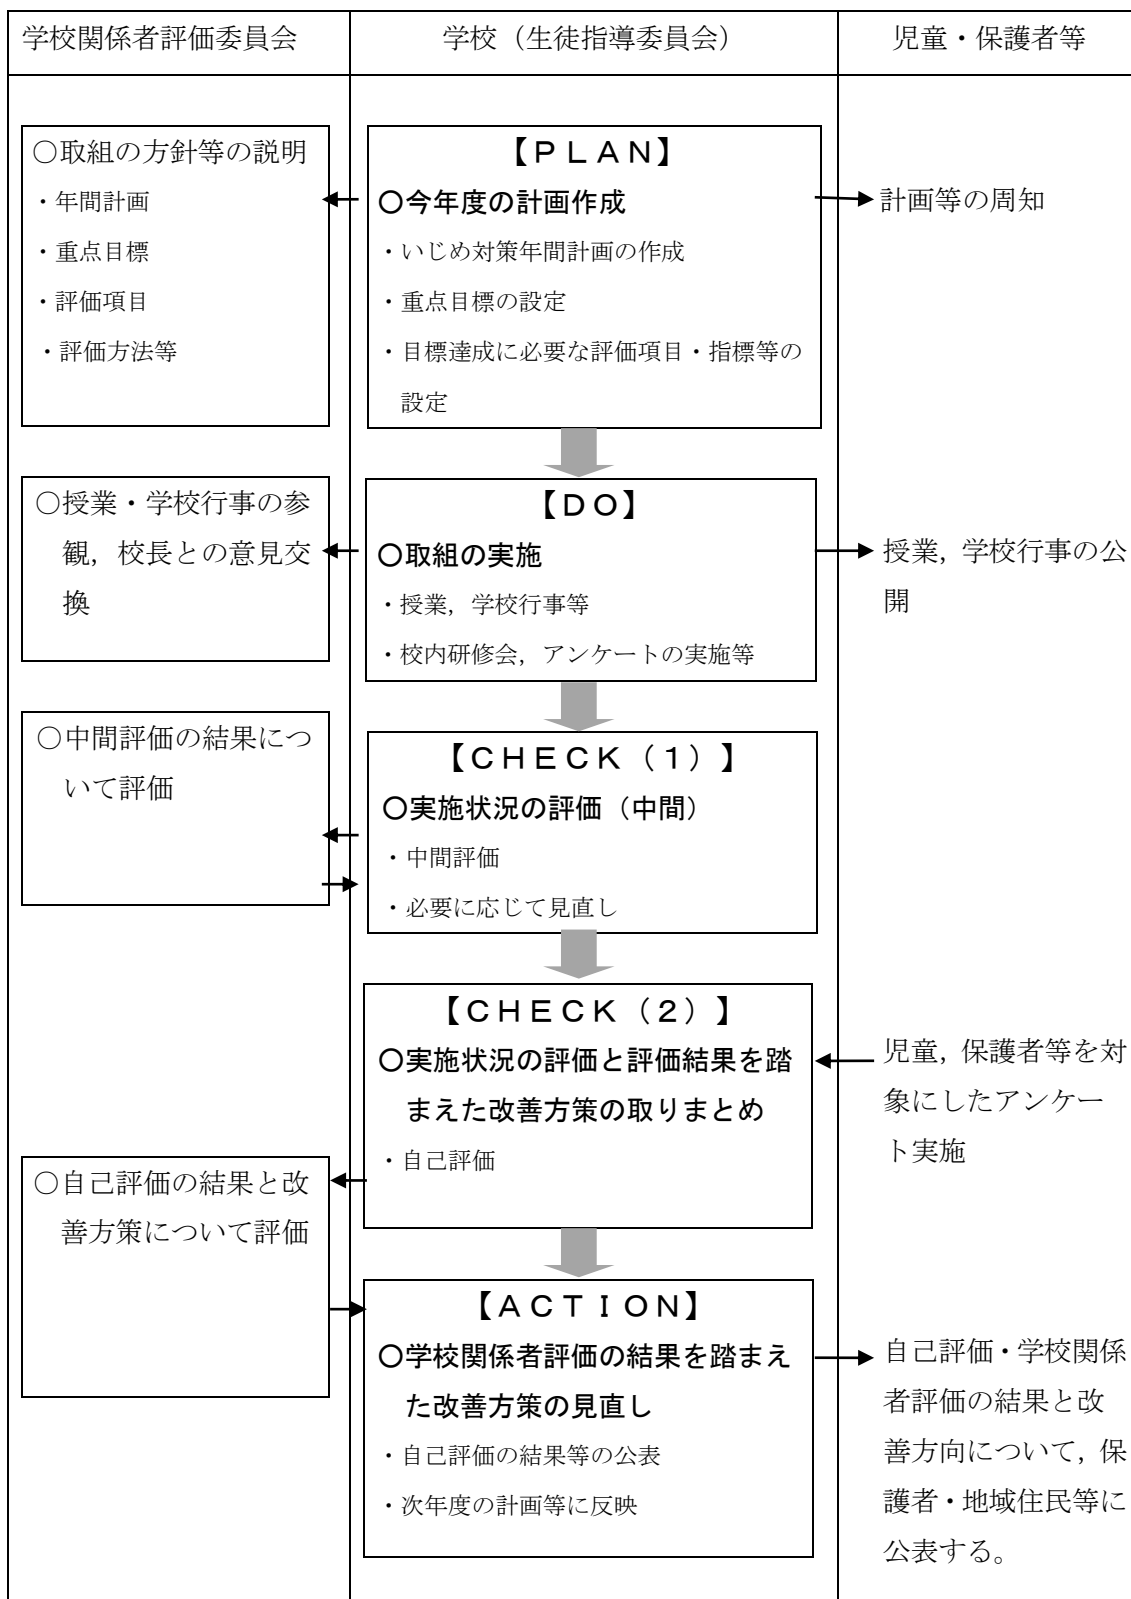 学校関係者評価委員会
学校（生徒指導委員会）
児童・保護者等
○取組の方針等の説明
・年間計画
・重点目標
・評価項目
・評価方法等
【ＰＬＡＮ】
○今年度の計画作成
・いじめ対策年間計画の作成
・重点目標の設定
・目標達成に必要な評価項目・指標等の
設定
計画等の周知
○授業・学校行事の参
観，校長との意見交
換
【ＤＯ】
○取組の実施
・授業，学校行事等
・校内研修会，アンケートの実施等
授業，学校行事の公
開
○中間評価の結果につ
いて評価
【ＣＨＥＣＫ（１）】
○実施状況の評価（中間）
・中間評価
・必要に応じて見直し
【ＣＨＥＣＫ（２）】
○実施状況の評価と評価結果を踏
まえた改善方策の取りまとめ
・自己評価
児童，保護者等を対
象にしたアンケー
ト実施
○自己評価の結果と改
善方策について評価
【ＡＣＴＩＯＮ】
○学校関係者評価の結果を踏まえ
た改善方策の見直し
・自己評価の結果等の公表
・次年度の計画等に反映
自己評価・学校関係
者評価の結果と改
善方向について，保
護者・地域住民等に
公表する。